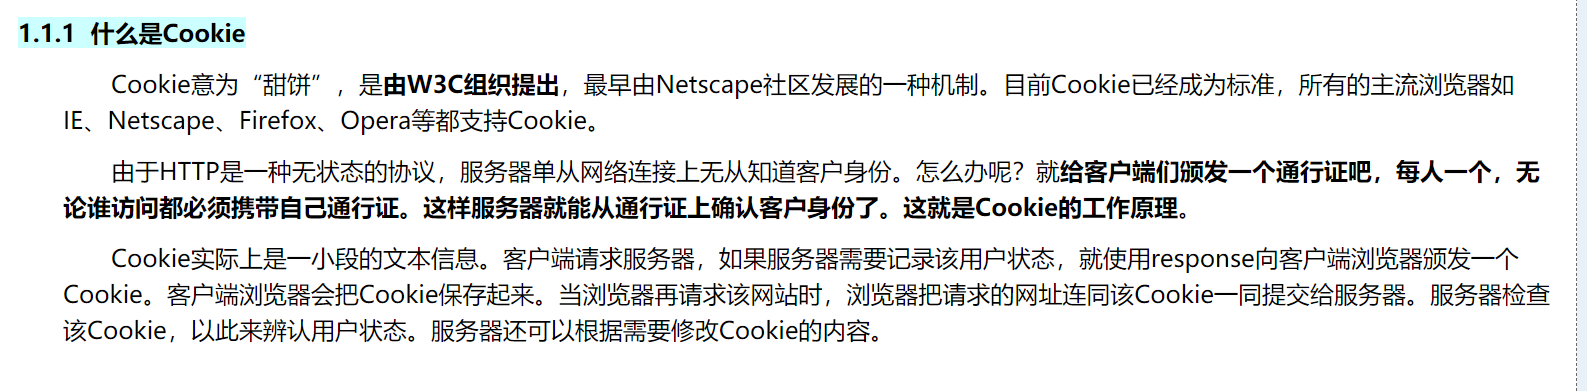 1.1.1  什么是Cookie
Cookie意为“甜饼”，是由W3C组织提出，最早由Netscape社区发展的一种机制。目前Cookie已经成为标准，所有的主流浏览器如
IE、Netscape、Firefox、Opera等都支持Cookie。
由于HTTP是一种无状态的协议，服务器单从网络连接上无从知道客户身份。怎么办呢？就给客户端们颁发一个通行证吧，每人一个，无
论谁访问都必须携带自己通行证。这样服务器就能从通行证上确认客户身份了。这就是Cookie的工作原理。
Cookie实际上是一小段的文本信息。客户端请求服务器，如果服务器需要记录该用户状态，就使用response向客户端浏览器颁发一个
Cookie。客户端浏览器会把Cookie保存起来。当浏览器再请求该网站时，浏览器把请求的网址连同该Cookie一同提交给服务器。服务器检查
该Cookie，以此来辨认用户状态。服务器还可以根据需要修改Cookie的内容。